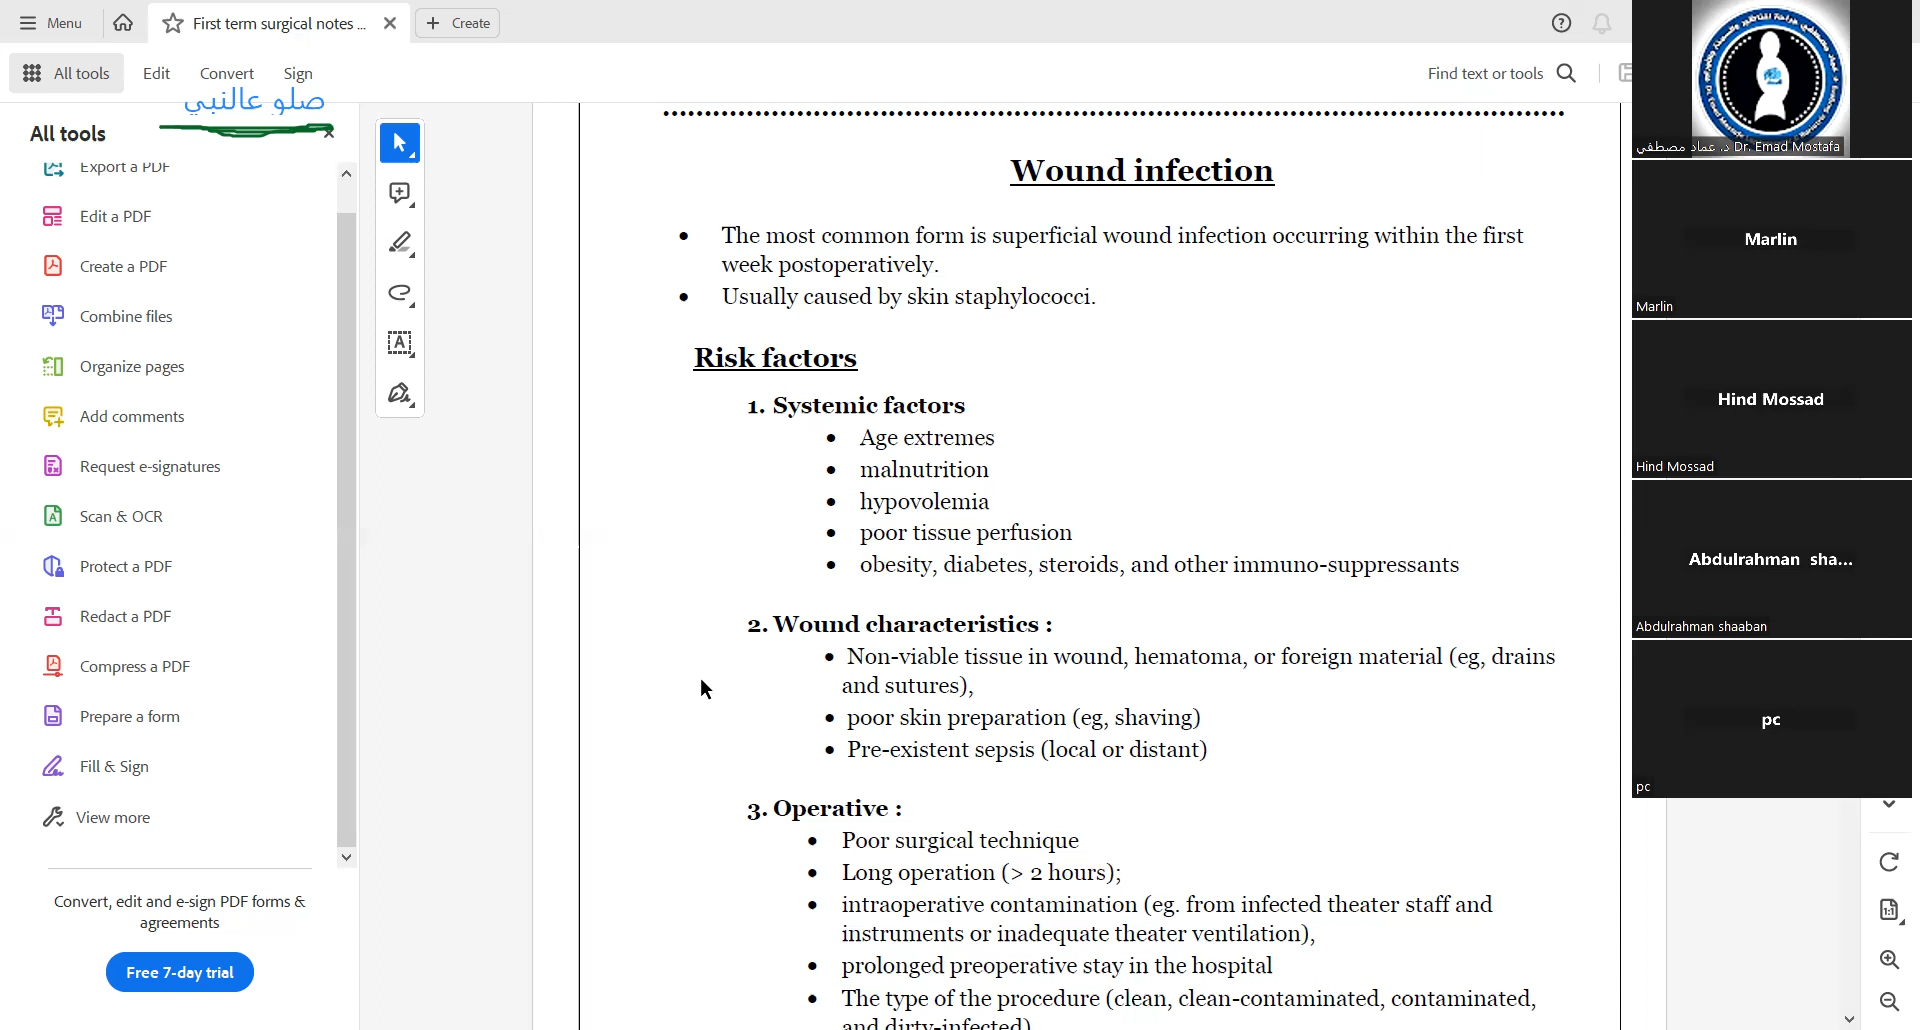 Menu
First term surgical notes ...
Create
All tools
Edit
Convert
Sign
Find text or tools
صلو عالنبي
All tools
Export a PDF
Edit a PDF
Create a PDF
Combine files
Organize pages
Add comments
Request e-signatures
Scan & OCR
Protect a PDF
Redact a PDF
Compress a PDF
Prepare a form
Fill & Sign
View more
Convert, edit and e-sign PDF forms &
agreements
Free 7-day trial
Wound infection
• The most common form is superficial wound infection occurring within the first
week postoperatively.
• Usually caused by skin staphylococci.
Risk factors
1. Systemic factors
• Age extremes
• malnutrition
• hypovolemia
• poor tissue perfusion
• obesity, diabetes, steroids, and other immuno-suppressants
2. Wound characteristics :
• Non-viable tissue in wound, hematoma, or foreign material (eg, drains
and sutures),
• poor skin preparation (eg, shaving)
• Pre-existent sepsis (local or distant)
3. Operative :
• Poor surgical technique
• Long operation (> 2 hours);
• intraoperative contamination (eg. from infected theater staff and
instruments or inadequate theater ventilation),
• prolonged preoperative stay in the hospital
• The type of the procedure (clean, clean-contaminated, contaminated,
and dirty-infected)
د. عماد مصطفي Dr. Emad Mostafa
Marlin
Marlin
Hind Mossad
Hind Mossad
Abdulrahman sha...
Abdulrahman shaaban
pc
pc